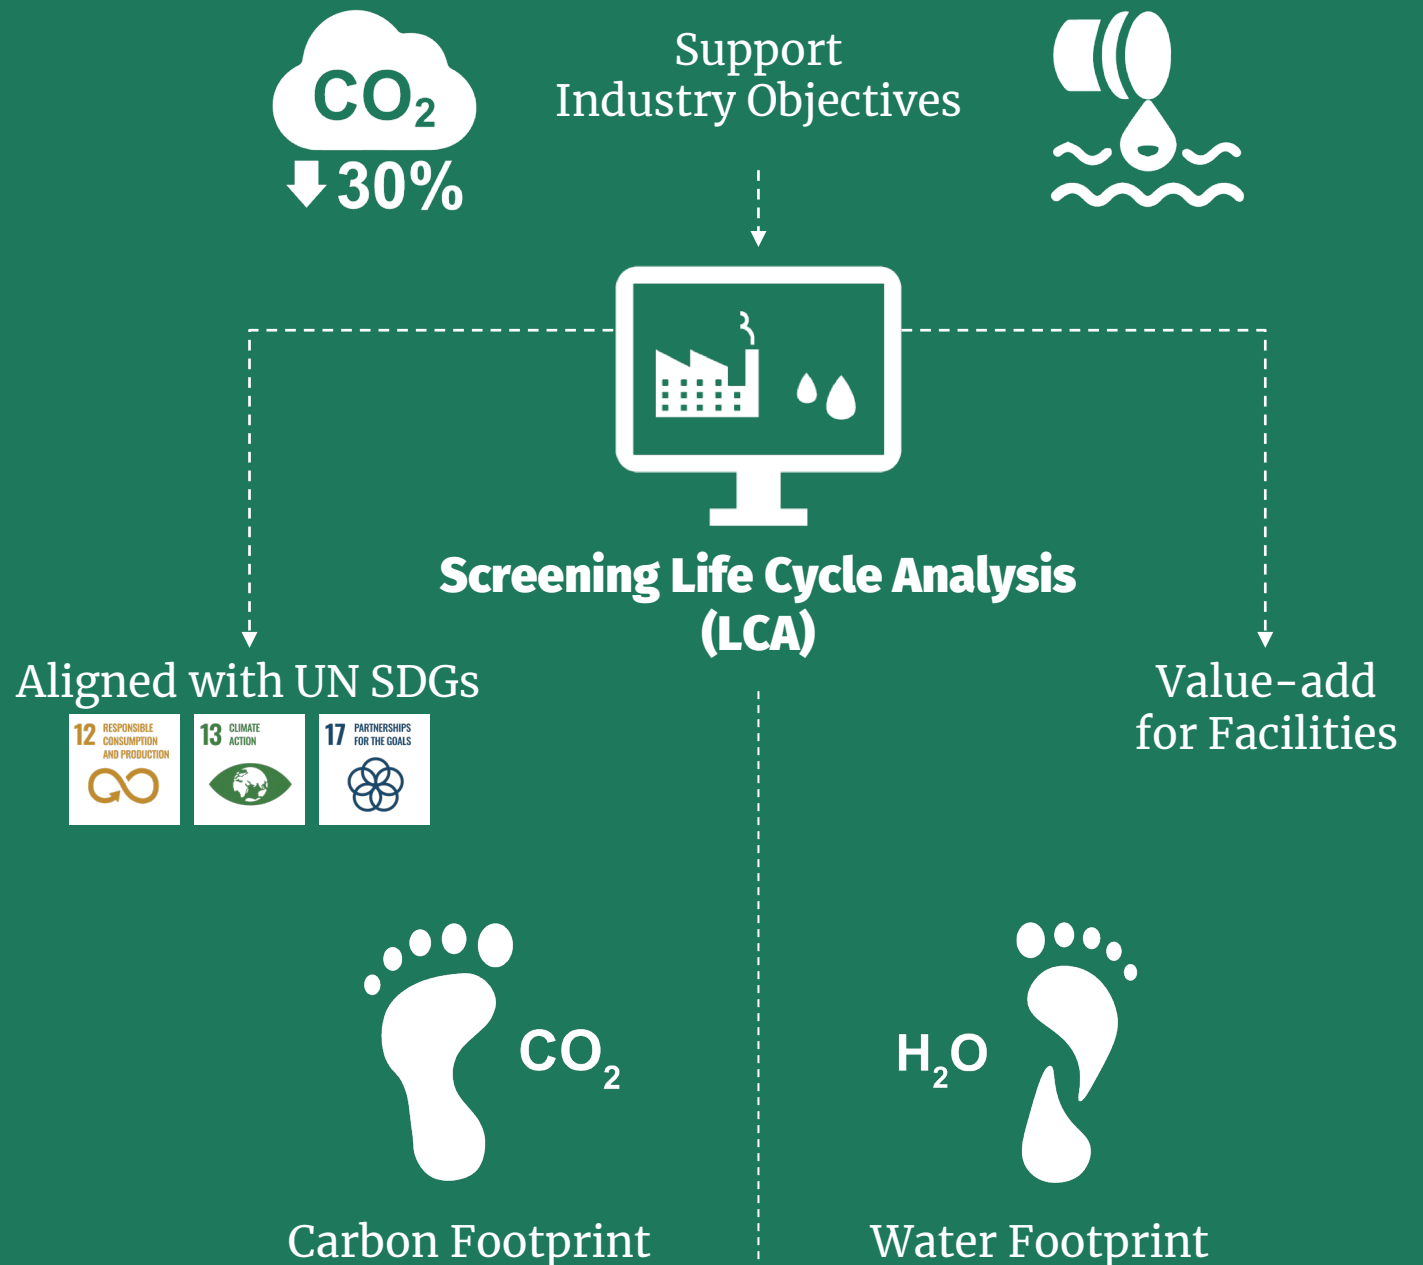 CO₂
30%
Support
Industry Objectives
Screening Life Cycle Analysis
(LCA)
Aligned with UN SDGs
12 RESPONSIBLE
CONSUMPTION
AND PRODUCTION
13 CLIMATE
ACTION
17 PARTNERSHIPS
FOR THE GOALS
Value-add
for Facilities
CO₂
H₂O
Carbon Footprint
Water Footprint